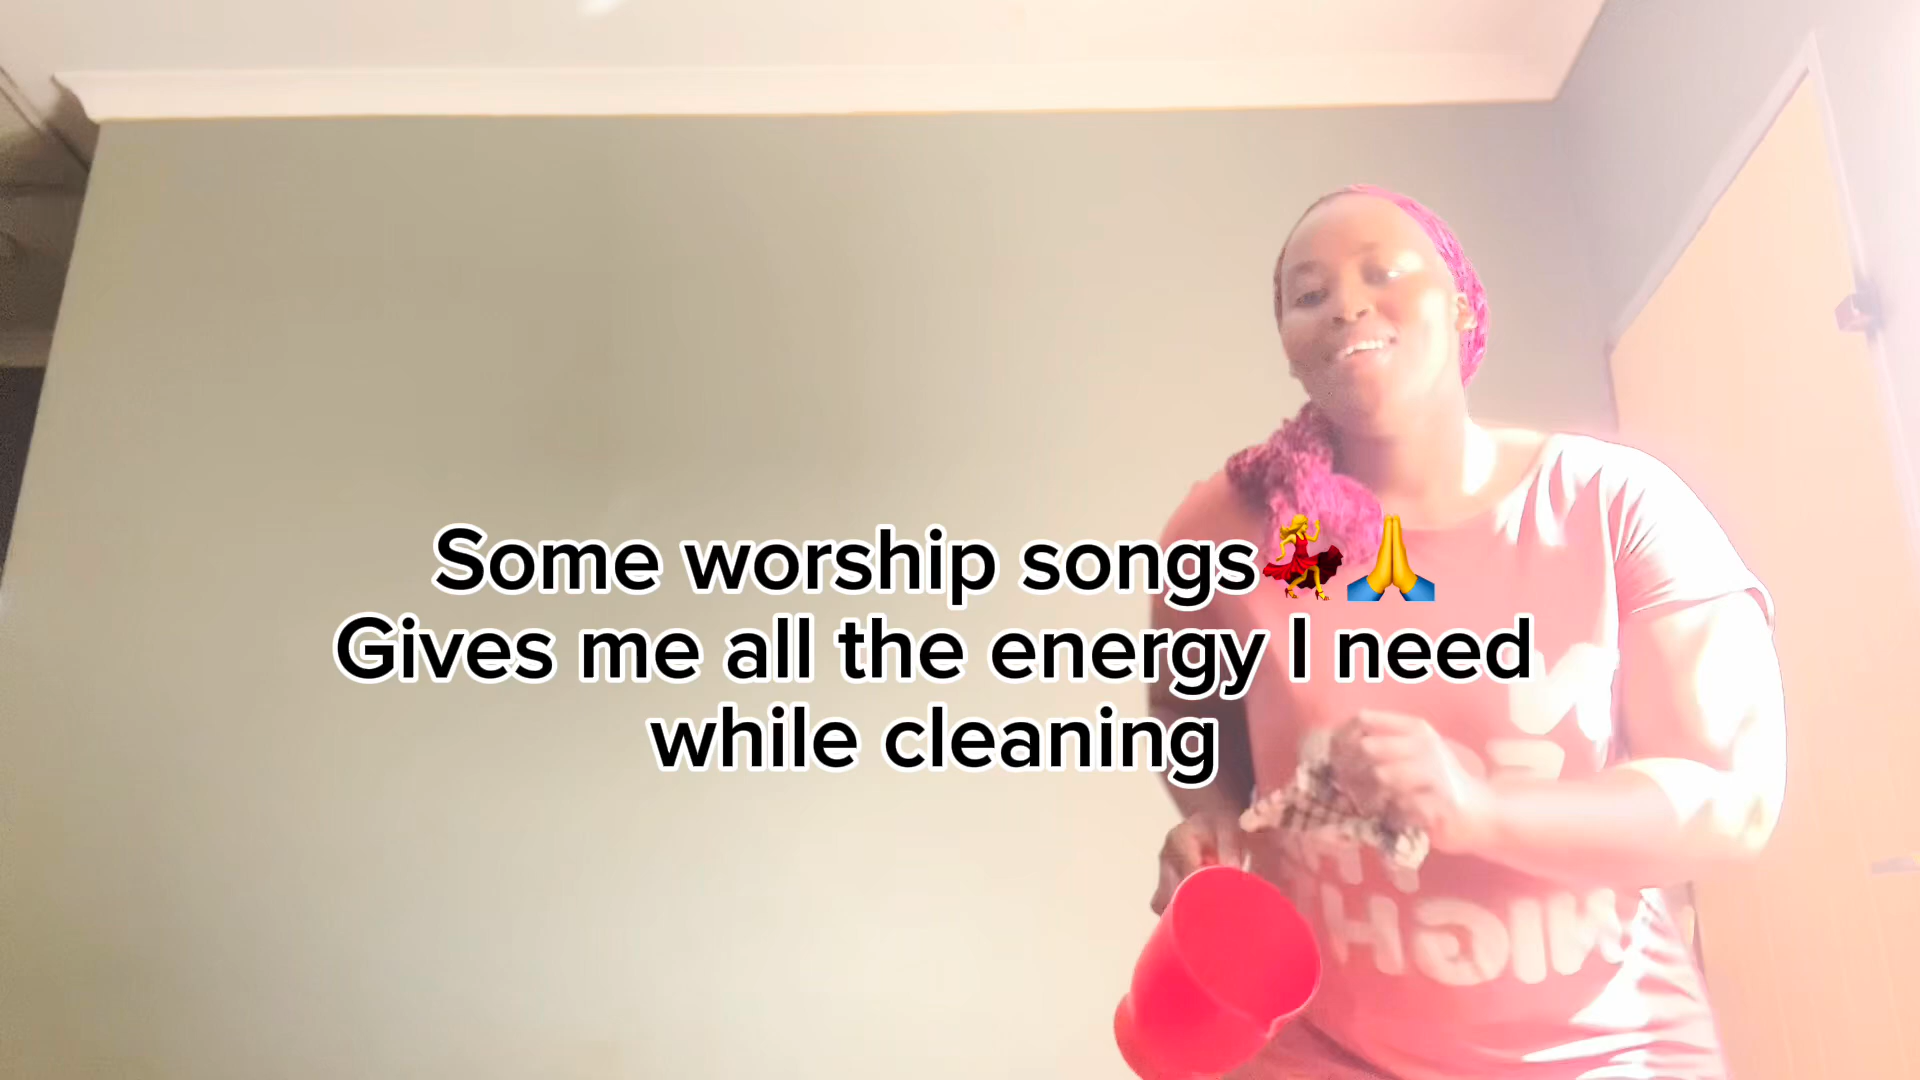 Some worship songs💃🙏
Gives me all the energy I need
while cleaning